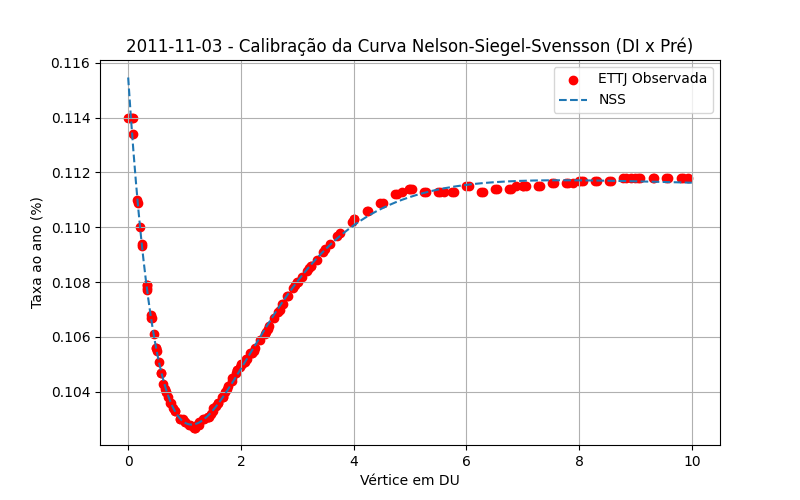 2011-11-03 - Calibração da Curva Nelson-Siegel-Svensson (DI x Pré)
0.116
0.114
0.112
0.110
0.108
0.106
0.104
Taxa ao ano (%)
ETTJ Observada
NSS
0 2 4 6 8 10
Vértice em DU